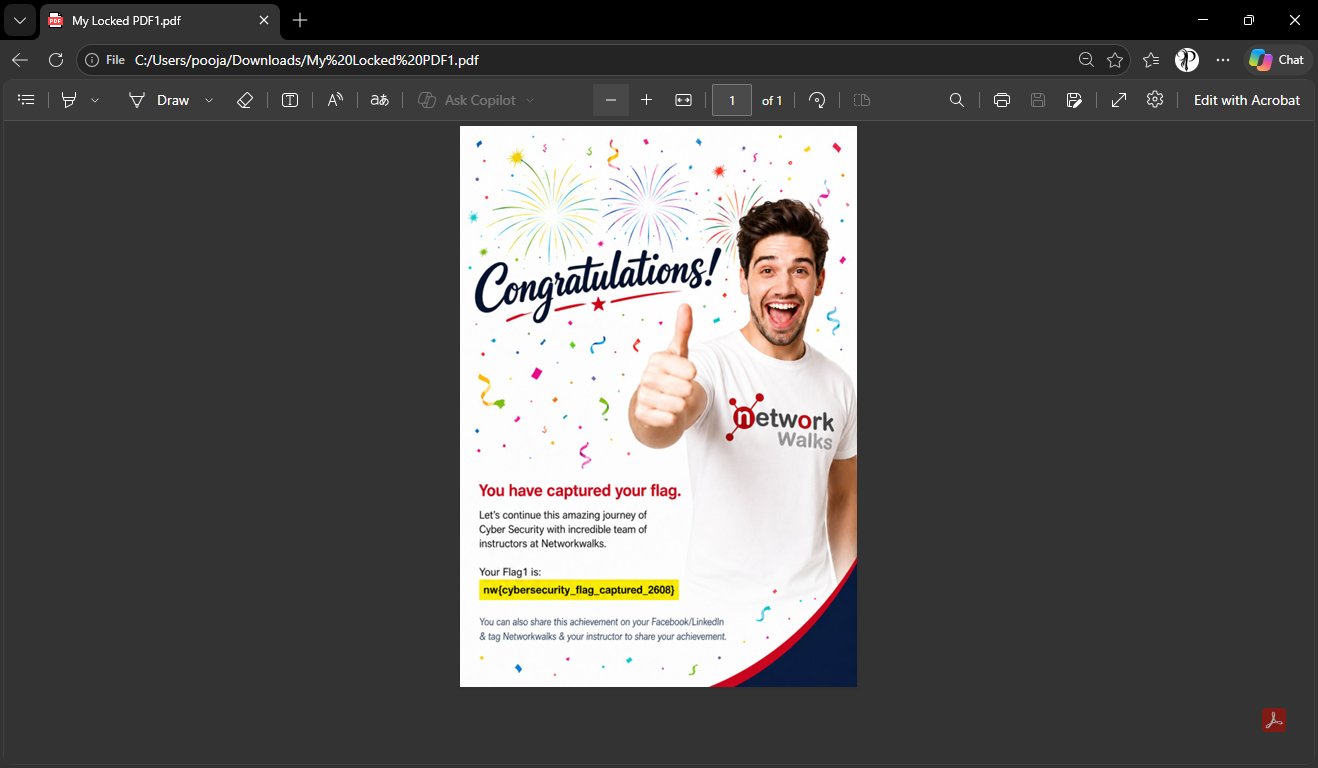 My Locked PDF1.pdf
File C:/Users/pooja/Downloads/My%20Locked%20PDF1.pdf
Chat
Draw
Ask Copilot
1 of 1
Edit with Acrobat
Congratulations!
network
Walks
You have captured your flag.
Let's continue this amazing journey of
Cyber Security with incredible team of
instructors at Networkwalks.
Your Flag1 is:
nw{cybersecurity_flag_captured_2608}
You can also share this achievement on your Facebook/LinkedIn
& tag Networkwalks & your instructor to share your achievement.